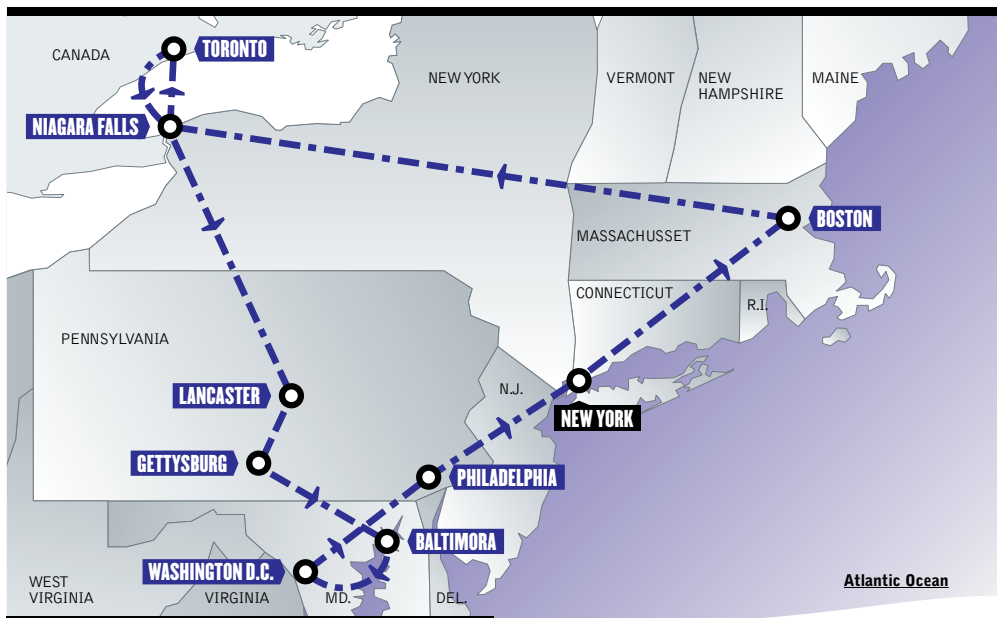 CANADA
TORONTO
NEW YORK
VERMONT
NEW
HAMPSHIRE
MAINE
NIAGARA FALLS
BOSTON
MASSACHUSSET
CONNECTICUT
R.I.
PENNSYLVANIA
LANCASTER
N.J.
NEW YORK
GETTYSBURG
PHILADELPHIA
BALTIMORA
WASHINGTON D.C.
WEST
VIRGINIA
VIRGINIA
MD.
DEL.
Atlantic Ocean